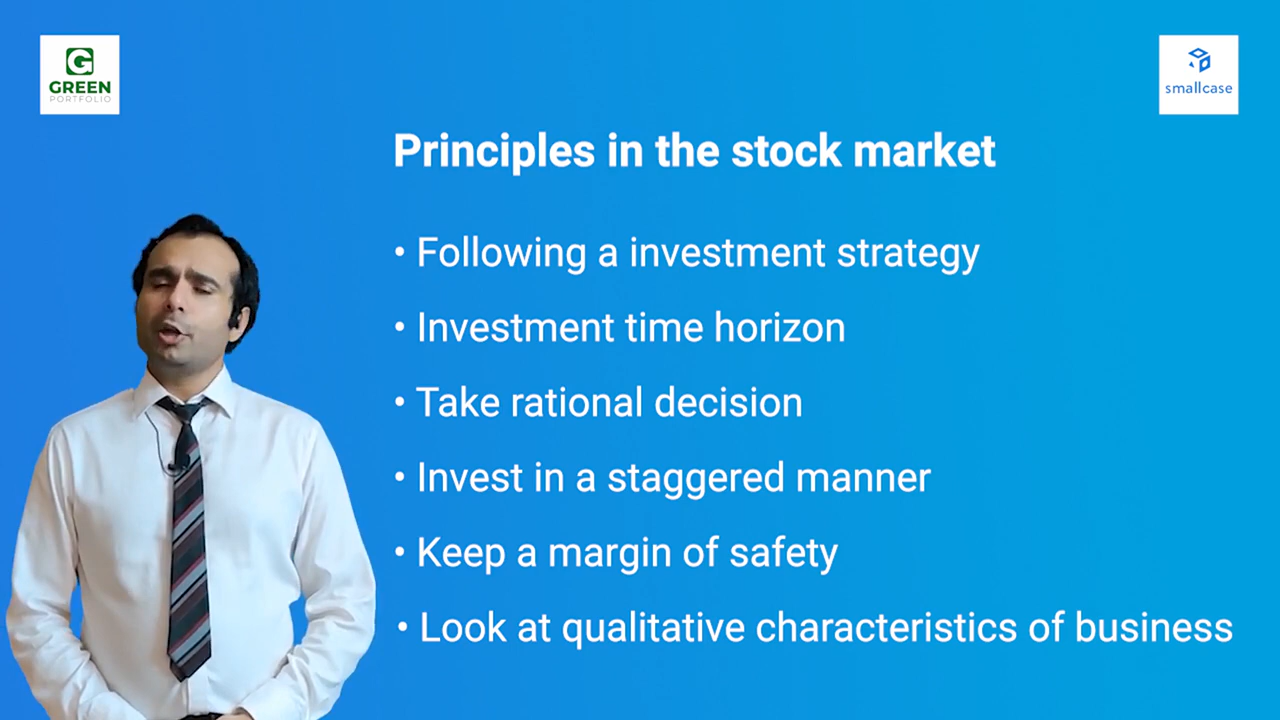 GREEN
PORTFOLIO
smallcase
Principles in the stock market
• Following a investment strategy
• Investment time horizon
• Take rational decision
• Invest in a staggered manner
• Keep a margin of safety
• Look at qualitative characteristics of business